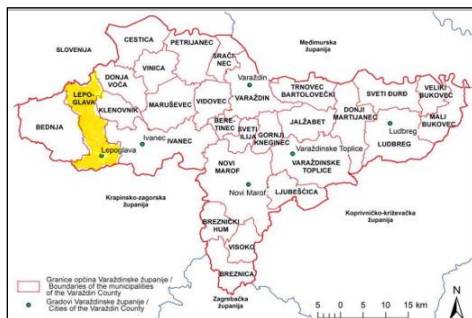 SLOVENIJA
Međimurska
županija
CESTICA
PETRIJANEC
SRAČI-
NEC
VINICA
DONJA
VOĆA
Varaždin
LEPO-
GLAVA
KLENOVNIK
MARUŠEVEC
VIDOVEC
VARAŽDIN
TRNOVEC
BARTOLOVEČKI
SVETI ĐURĐ
VELIKI
BUKOVEC
MALI
BUKOVEC
DONJI
MARTIJANEC
Ludbreg
LUDBREG
BEDNJA
Lepoglava
Ivanec
IVANEC
BERE-
TINEC
SVETI
ILIJA
GORNJI
KNEGINEC
JALŽABET
Varaždinske Toplice
VARAŽDINSKE
TOPLICE
NOVI
MAROF
Novi Marof
LJUBEŠĆICA
Krapinsko-zagorska
županija
Koprivničko-križevačka
županija
BREZNIČKI
HUM
VISOKO
BREZNICA
Zagrebačka
županija
Granice općina Varaždinske županije /
Boundaries of the municipalities
of the Varaždin County
Gradovi Varaždinske županije /
Cities of the Varaždin County
5 0 5 10 15 km
N